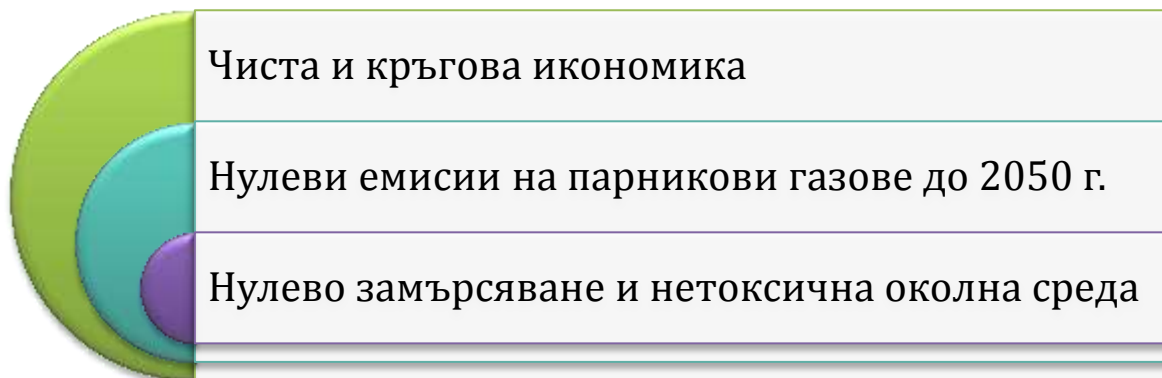 Чиста и кръгова икономика
Нулеви емисии на парникови газове до 2050 г.
Нулево замърсяване и нетоксична околна среда